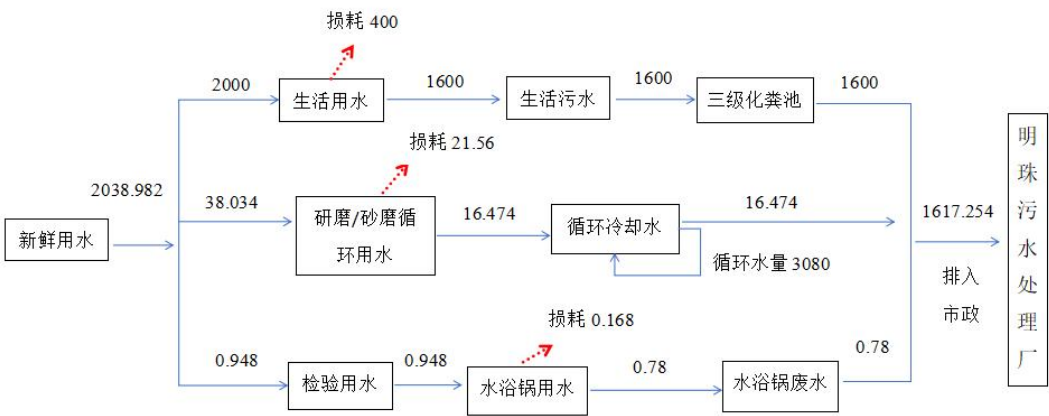 损耗 400
2000
生活用水
1600
生活污水
1600
三级化粪池
1600
损耗 21.56
2038.982
新鲜用水
38.034
研磨/砂磨循
环用水
16.474
循环冷却水
16.474
循环水量 3080
1617.254
排入
市政
明珠污水处理厂
损耗 0.168
0.948
检验用水
0.948
水浴锅用水
0.78
水浴锅废水
0.78